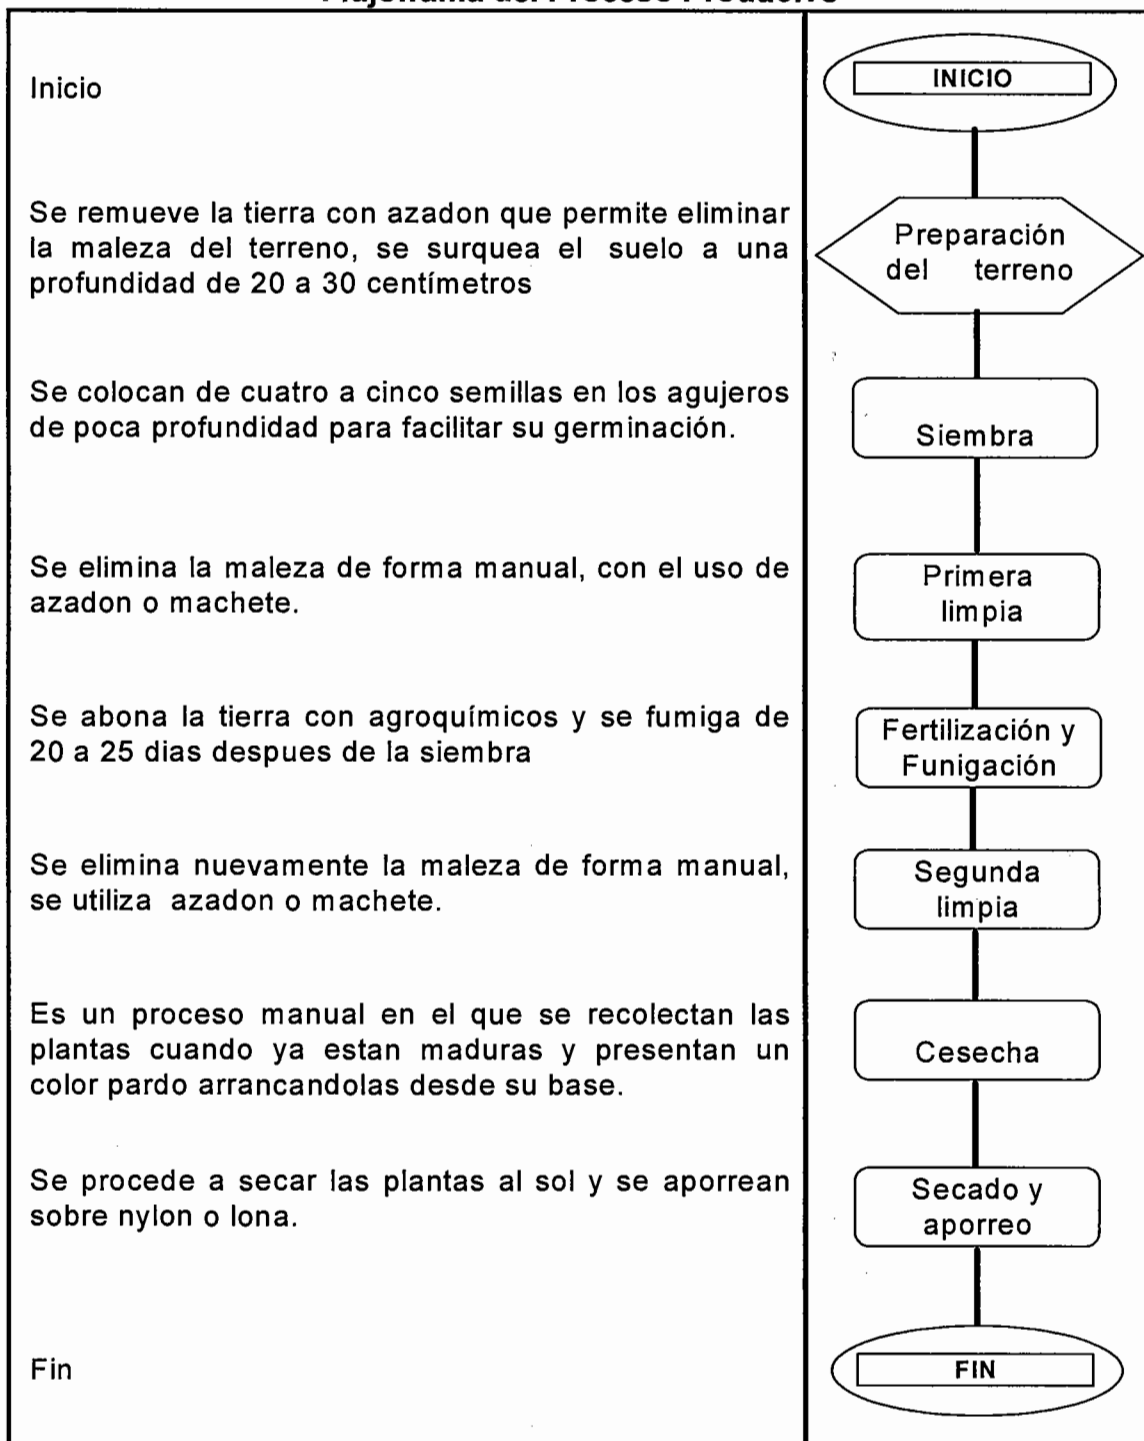 Flujograma del Proceso Productivo
Inicio
INICIO
Se remueve la tierra con azadon que permite eliminar
la maleza del terreno, se surquea el suelo a una
profundidad de 20 a 30 centímetros
Preparación
del terreno
Se colocan de cuatro a cinco semillas en los agujeros
de poca profundidad para facilitar su germinación.
Siembra
Se elimina la maleza de forma manual, con el uso de
azadon o machete.
Primera
limpia
Se abona la tierra con agroquímicos y se fumiga de
20 a 25 dias despues de la siembra
Fertilización y
Funigación
Se elimina nuevamente la maleza de forma manual,
se utiliza azadon o machete.
Segunda
limpia
Es un proceso manual en el que se recolectan las
plantas cuando ya estan maduras y presentan un
color pardo arrancandolas desde su base.
Cesecha
Se procede a secar las plantas al sol y se aporrean
sobre nylon o lona.
Secado y
aporreo
Fin
FIN